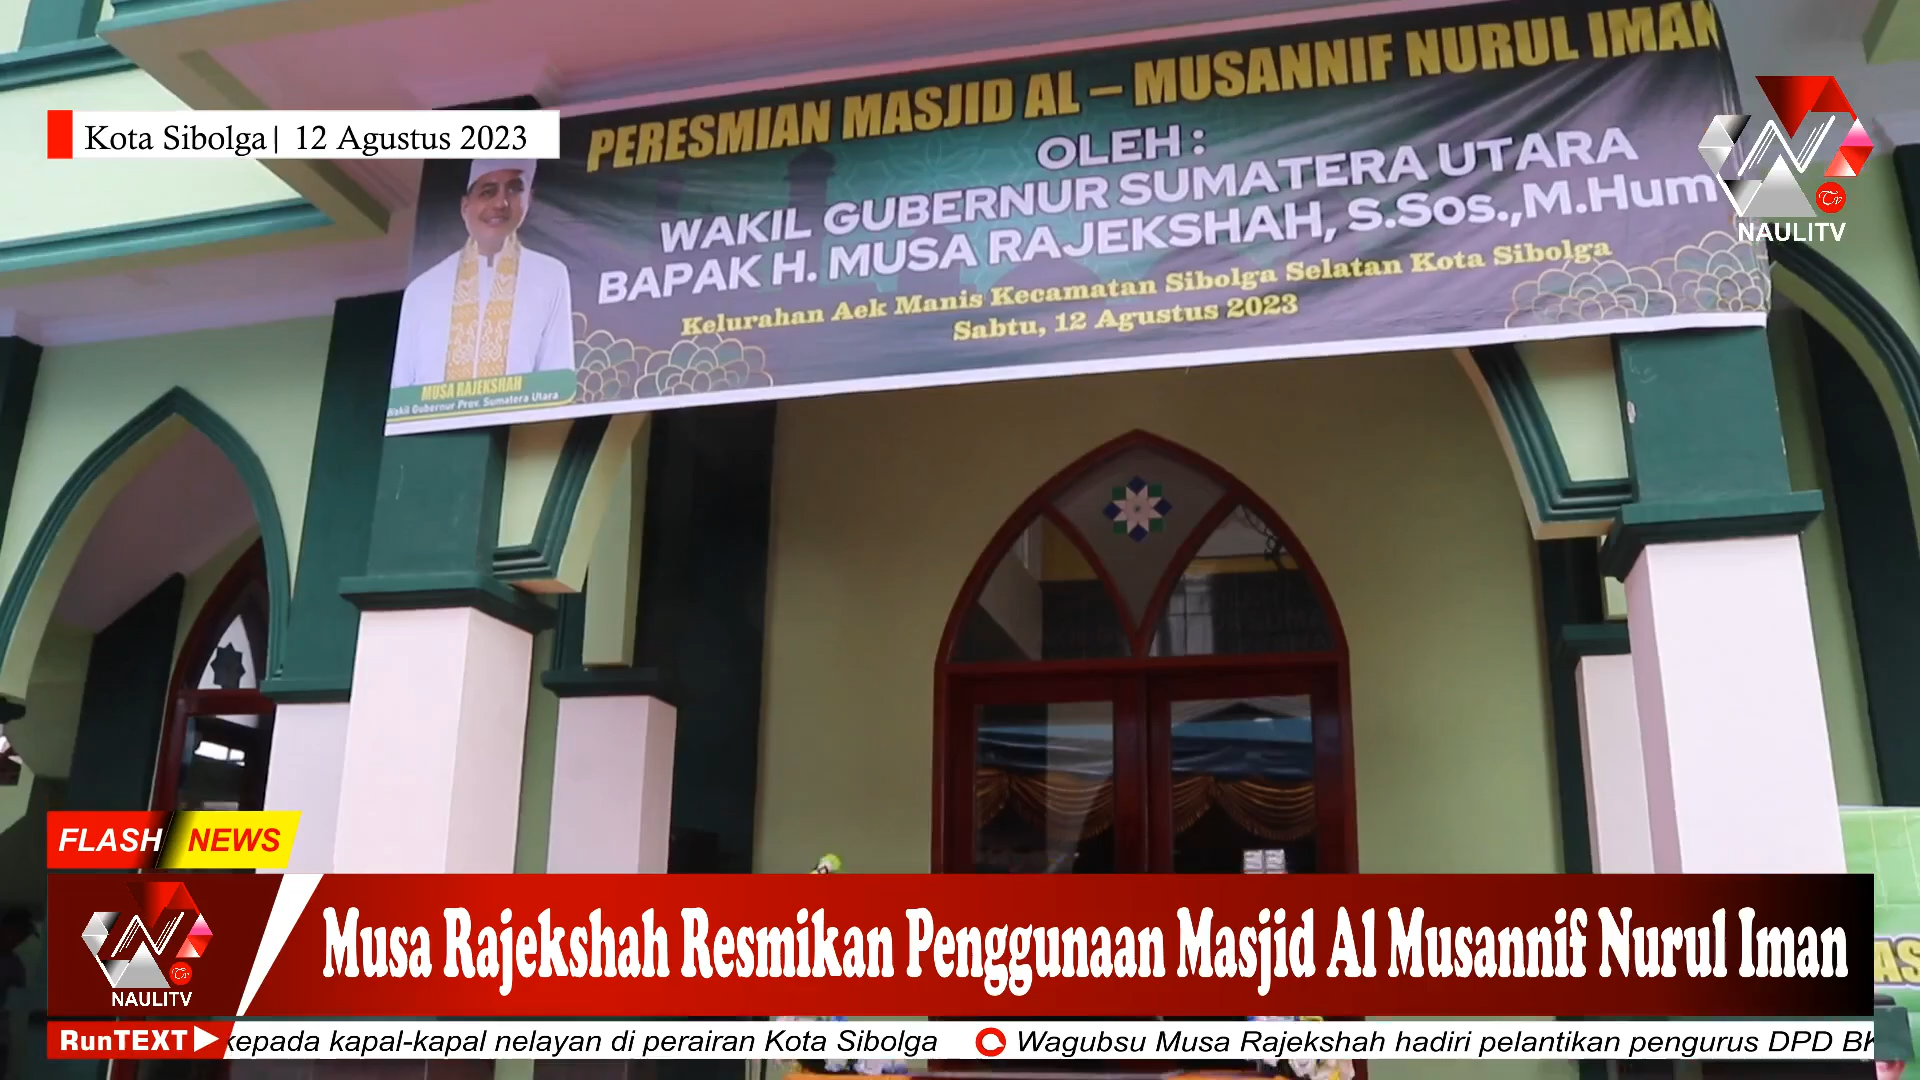 Kota Sibolga| 12 Agustus 2023
PERESMIAN MASJID AL – MUSANNIF NURUL IMAN
OLEH :
WAKIL GUBERNUR SUMATERA UTARA
BAPAK H. MUSA RAJEKSHAH, S.Sos.,M.Hum
Kelurahan Aek Manis Kecamatan Sibolga Selatan Kota Sibolga
Sabtu, 12 Agustus 2023
MUSA RAJEKSHAH
Wakil Gubernur Prov. Sumatera Utara
Tv
NAULITV
FLASH NEWS
Musa Rajekshah Resmikan Penggunaan Masjid Al Musannif Nurul Iman
Tv
NAULITV
RunTEXT
kepada kapal-kapal nelayan di perairan Kota Sibolga
Wagubsu Musa Rajekshah hadiri pelantikan pengurus DPD BK